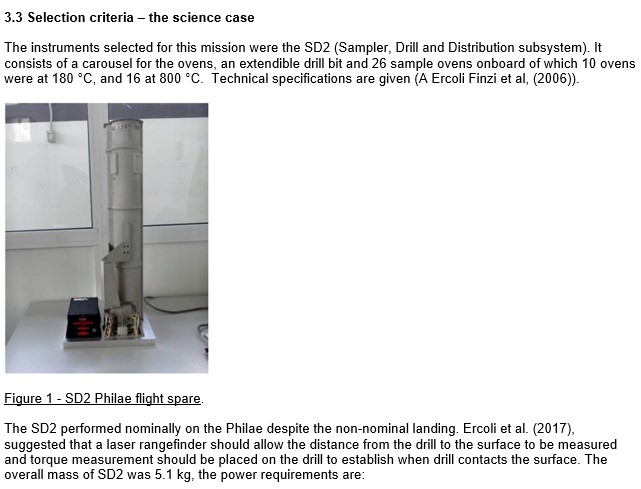 3.3 Selection criteria – the science case
The instruments selected for this mission were the SD2 (Sampler, Drill and Distribution subsystem). It
consists of a carousel for the ovens, an extendible drill bit and 26 sample ovens onboard of which 10 ovens
were at 180 °C, and 16 at 800 °C.  Technical specifications are given (A Ercoli Finzi et al, (2006)).
Figure 1 - SD2 Philae flight spare.
The SD2 performed nominally on the Philae despite the non-nominal landing. Ercoli et al. (2017),
suggested that a laser rangefinder should allow the distance from the drill to the surface to be measured
and torque measurement should be placed on the drill to establish when drill contacts the surface. The
overall mass of SD2 was 5.1 kg, the power requirements are: